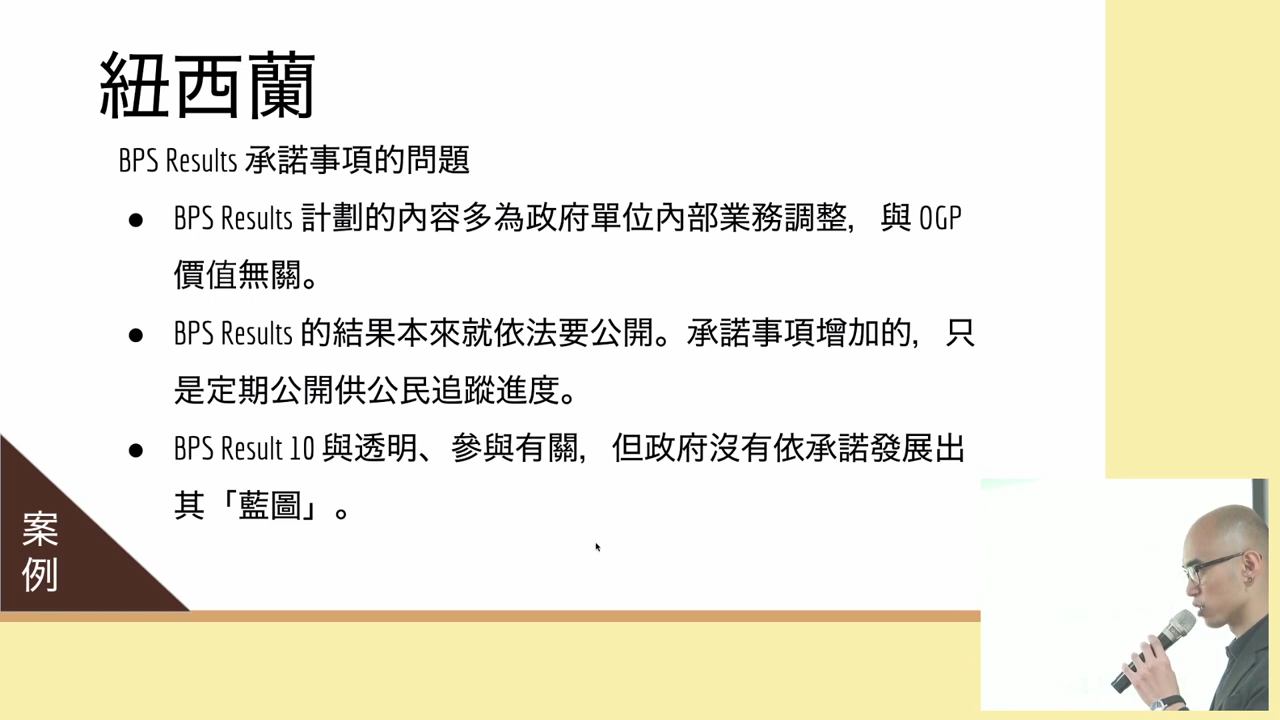 紐西蘭
BPS Results 承諾事項的問題
● BPS Results 計劃的內容多為政府單位內部業務調整，與 OGP
價值無關。
● BPS Results 的結果本來就依法要公開。承諾事項增加的，只
是定期公開供公民追蹤進度。
● BPS Result 10 與透明、參與有關，但政府沒有依承諾發展出
其「藍圖」。
案
例